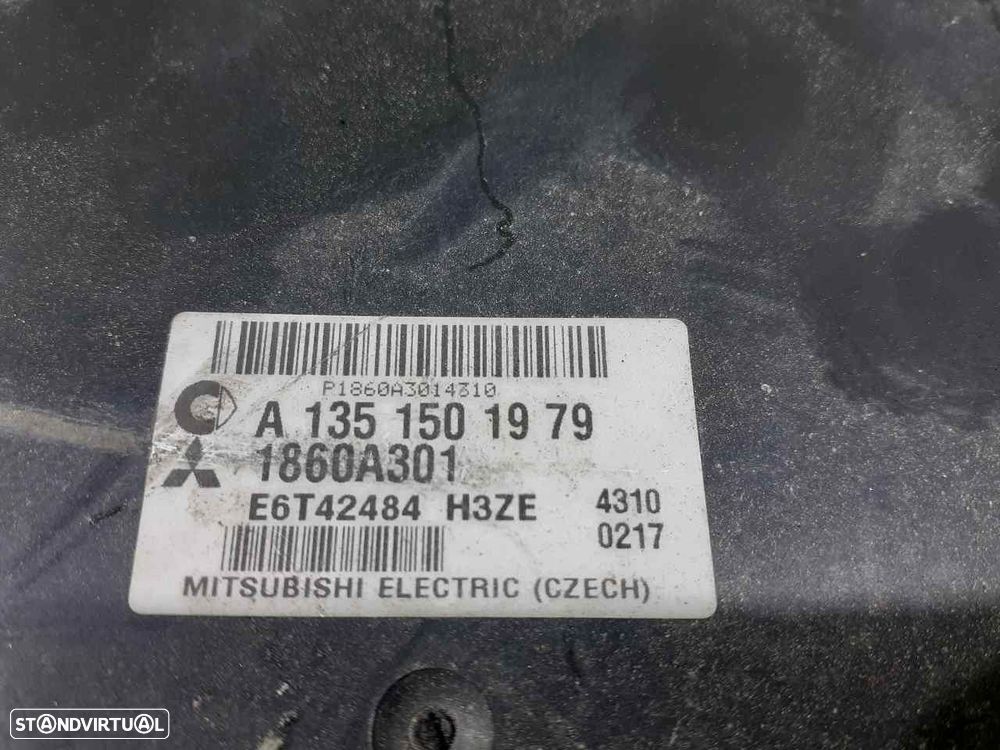 P1860A3014310
A 135 150 19 79
1860A301
E6T42484 H3ZE 4310
0217
MITSUBISHI ELECTRIC (CZECH)
STANDVIRTUAL